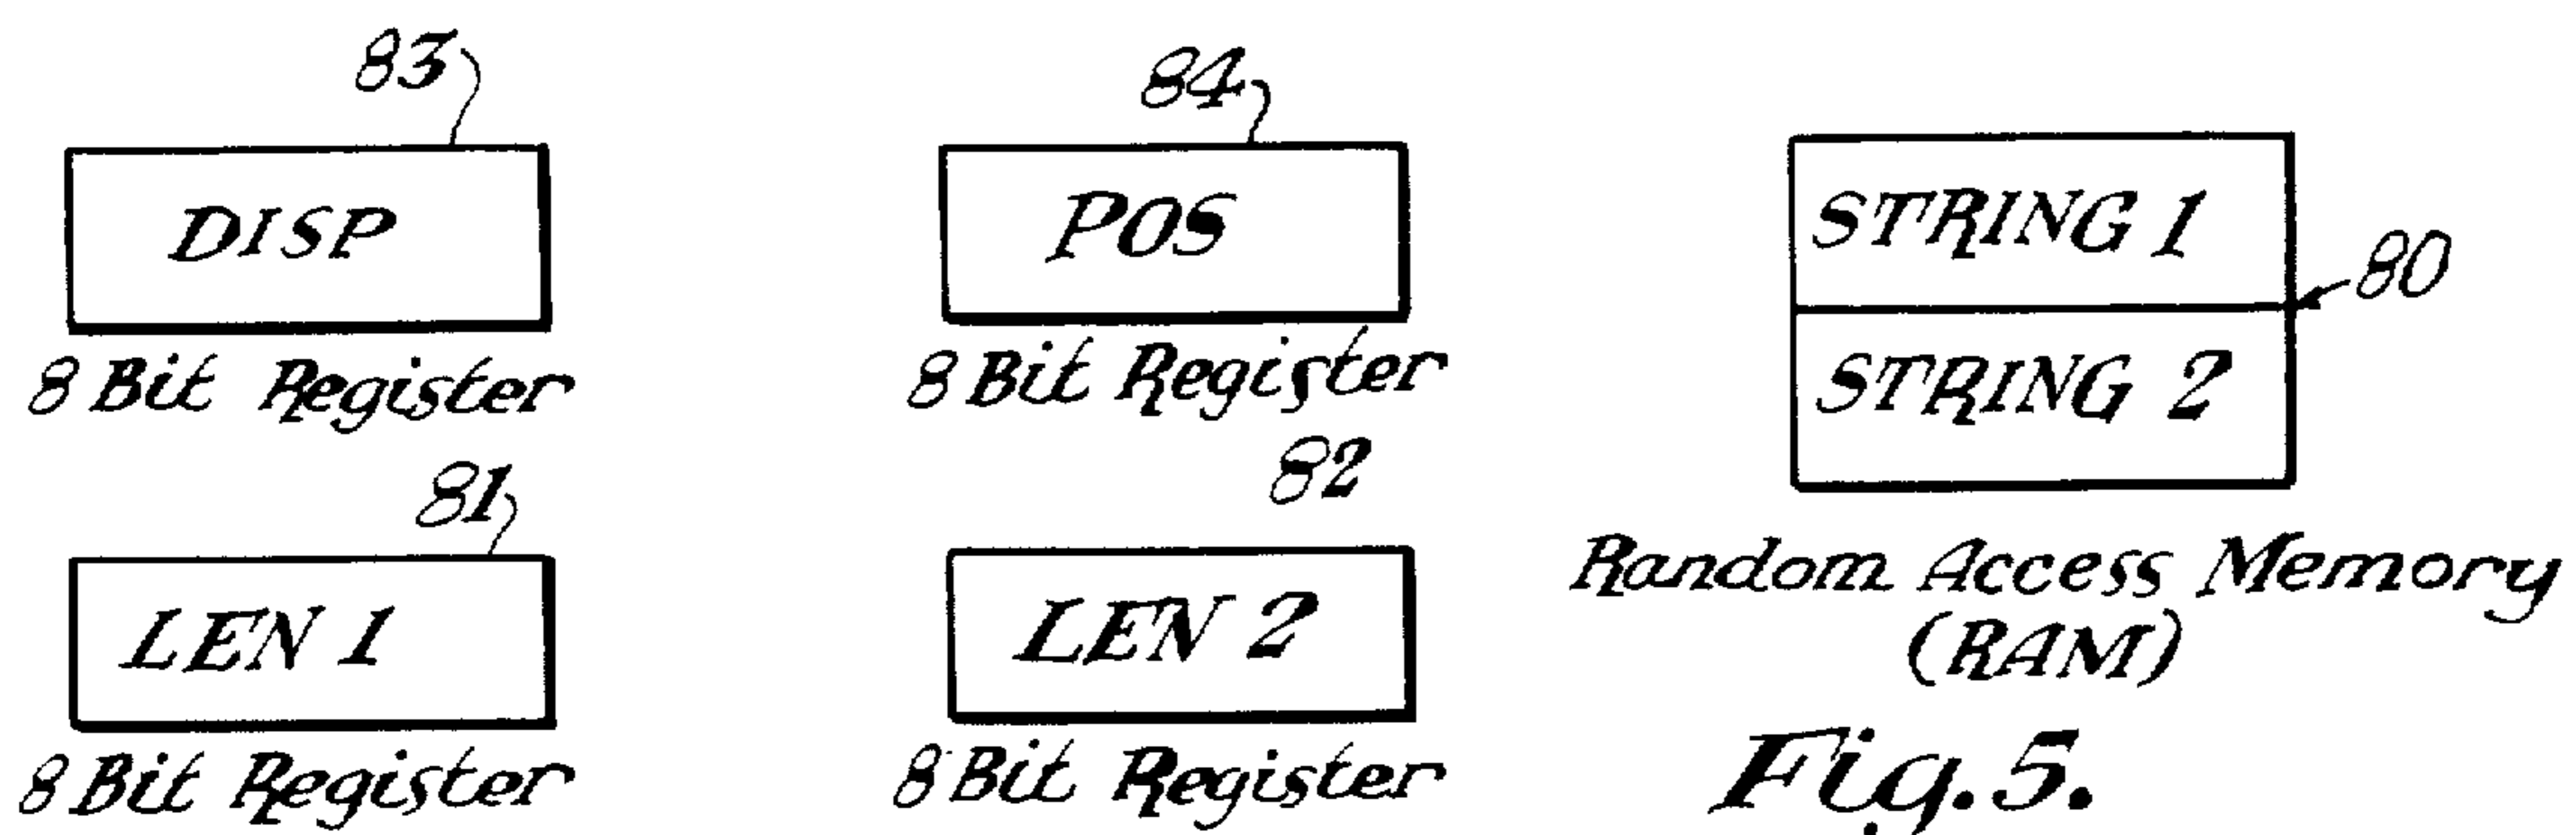 83
DISP
8 Bit Register
84
POS
8 Bit Register
STRING 1
STRING 2
80
Random Access Memory
(RAM)
81
LEN 1
8 Bit Register
82
LEN 2
8 Bit Register
Fig. 5.